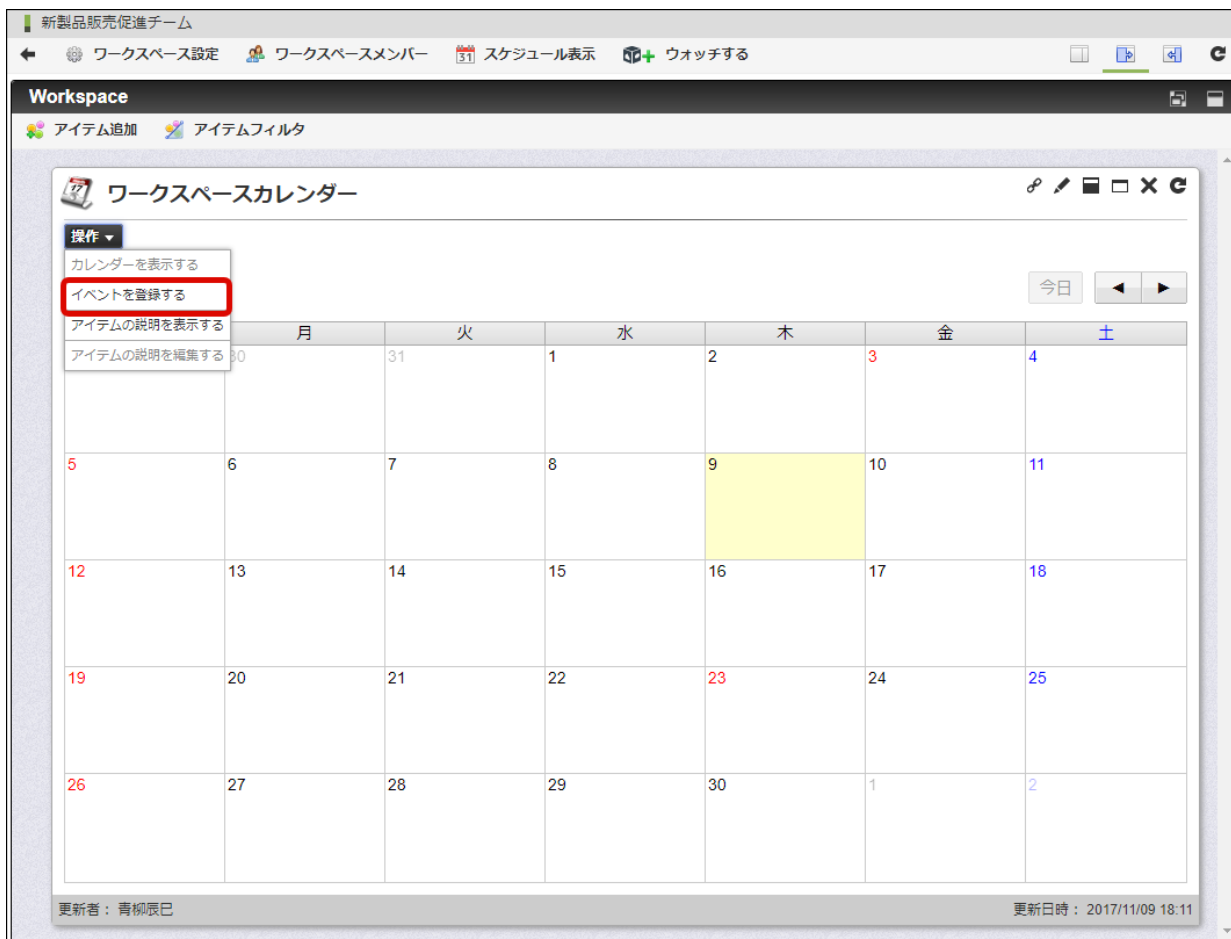 新製品販売促進チーム
ワークスペース設定 ワークスペースメンバー 31 スケジュール表示 ウォッチする
Workspace
アイテム追加 アイテムフィルタ
17 ワークスペースカレンダー
操作
カレンダーを表示する
イベントを登録する
今日
アイテムの説明を表示する
月 火 水 木 金 土
アイテムの説明を編集する
30 31 1 2 3 4
5 6 7 8 9 10 11
12 13 14 15 16 17 18
19 20 21 22 23 24 25
26 27 28 29 30 1 2
更新者： 青柳辰巳 更新日時： 2017/11/09 18:11